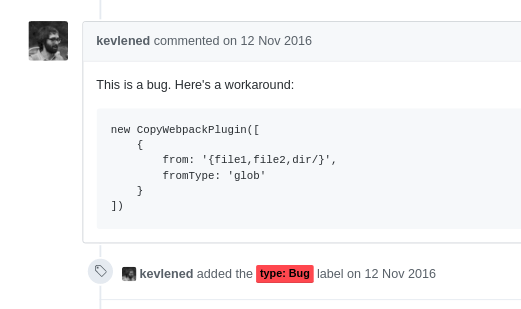 kevlened commented on 12 Nov 2016
This is a bug. Here's a workaround:
new CopyWebpackPlugin([
    {
        from: '{file1,file2,dir/}',
        fromType: 'glob'
    }
])
kevlened added the type: Bug label on 12 Nov 2016